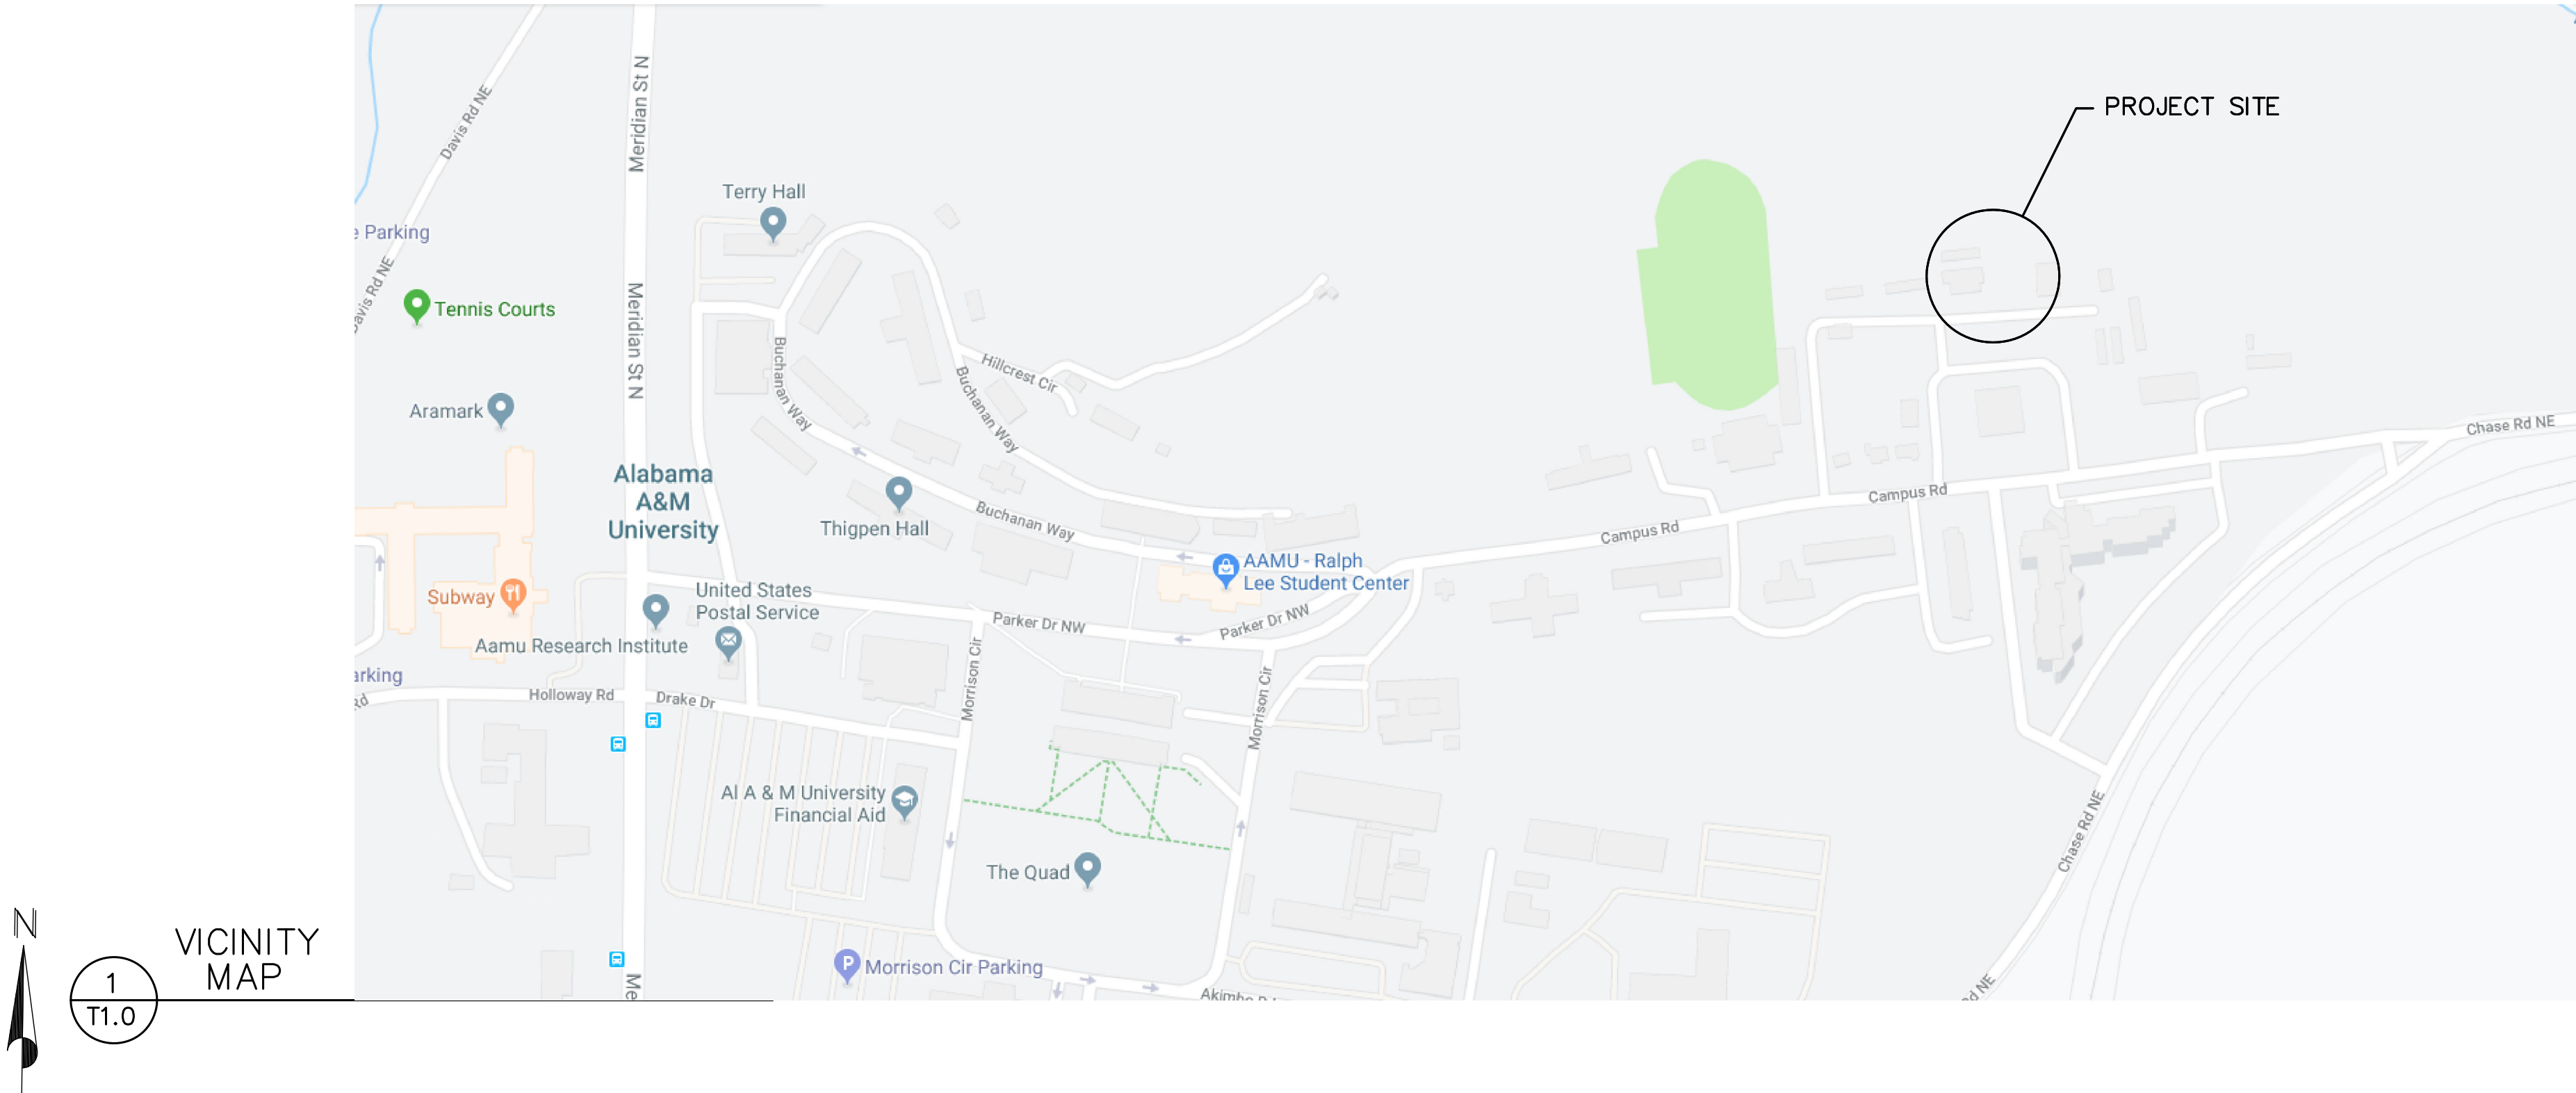 Meridian St N
Davis Rd NE
PROJECT SITE
Terry Hall
e Parking
Davis Rd NE
Tennis Courts
Meridian St N
Buchanan Way
Hillcrest Cir
Buchanan Way
Aramark
Chase Rd NE
Alabama
A&M
University
Campus Rd
Thigpen Hall
Buchanan Way
Campus Rd
AAMU - Ralph
Lee Student Center
United States
Postal Service
Subway
Parker Dr NW
Parker Dr NW
Aamu Research Institute
arking
Morrison Cir
Morrison Cir
Holloway Rd
Drake Dr
Rd
Al A & M University
Financial Aid
Chase Rd NE
The Quad
N
VICINITY
MAP
P
Morrison Cir Parking
1
T1.0
Me
Rd NE